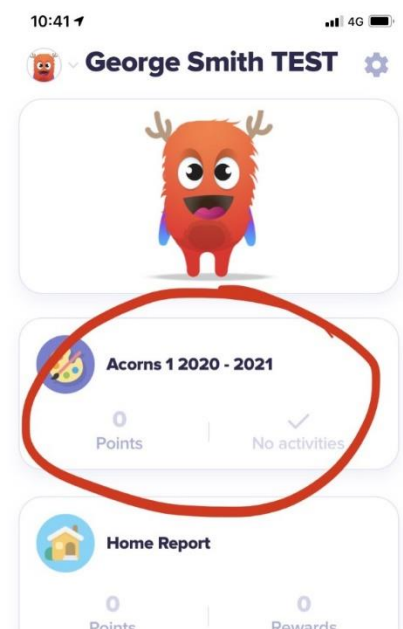 10:41 4G
George Smith TEST
Acorns 1 2020 - 2021
0
Points
No activities
Home Report
0 0
Points Rewards